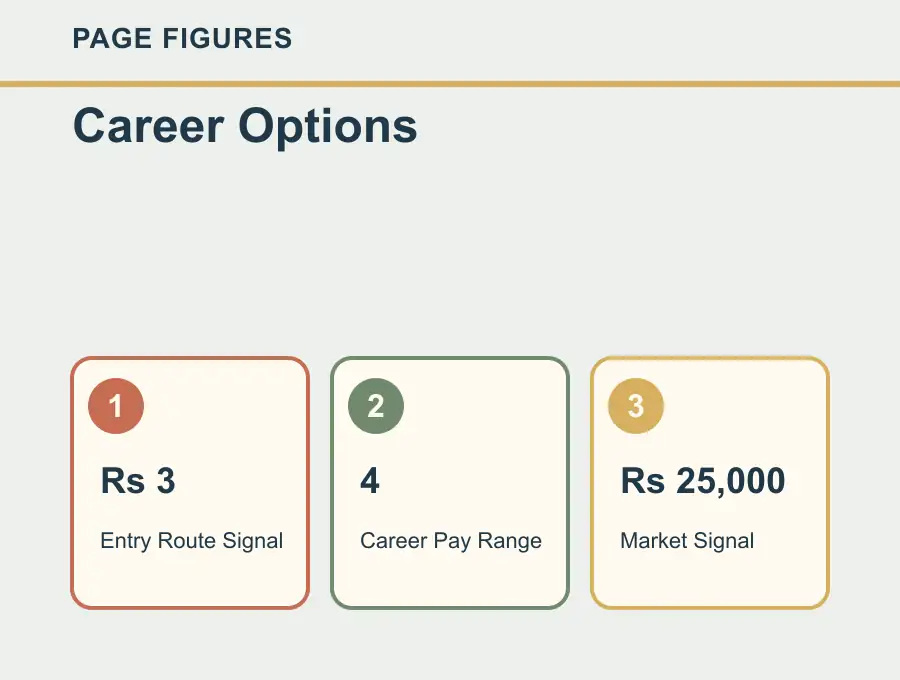 PAGE FIGURES
Career Options
1
Rs 3
Entry Route Signal
2
4
Career Pay Range
3
Rs 25,000
Market Signal